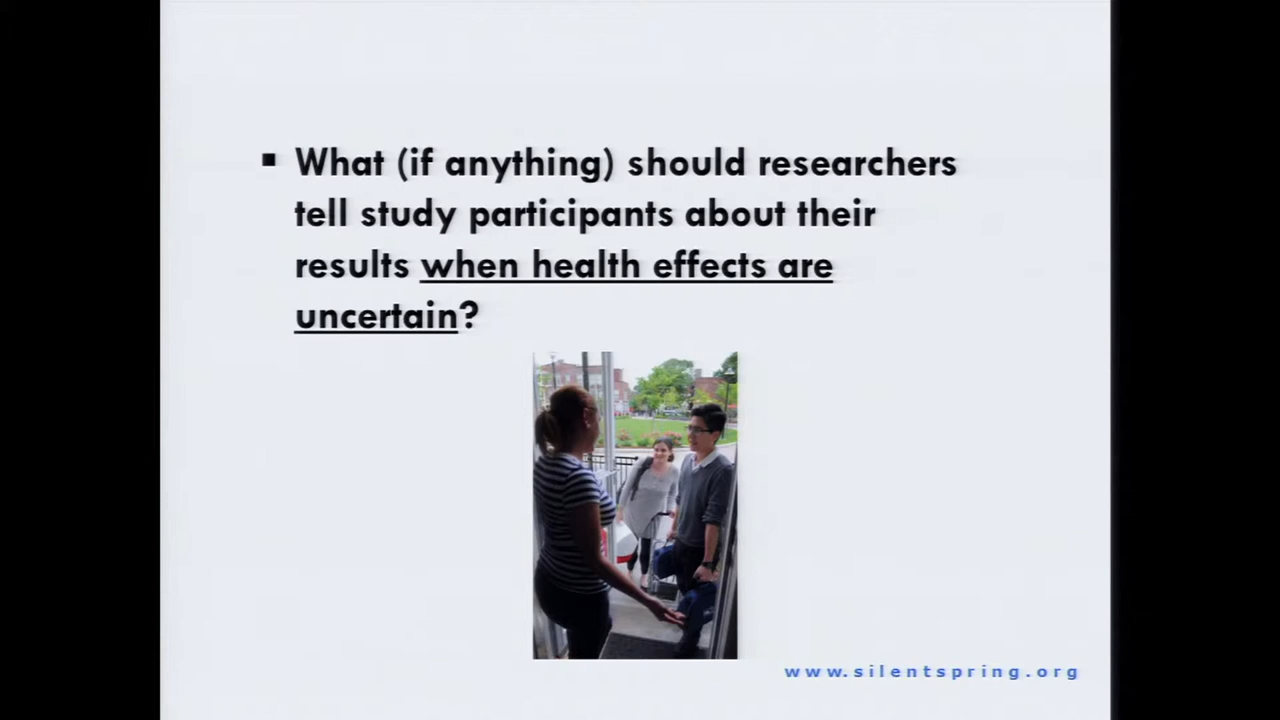 ▪ What (if anything) should researchers
tell study participants about their
results when health effects are
uncertain?
www.silentspring.org